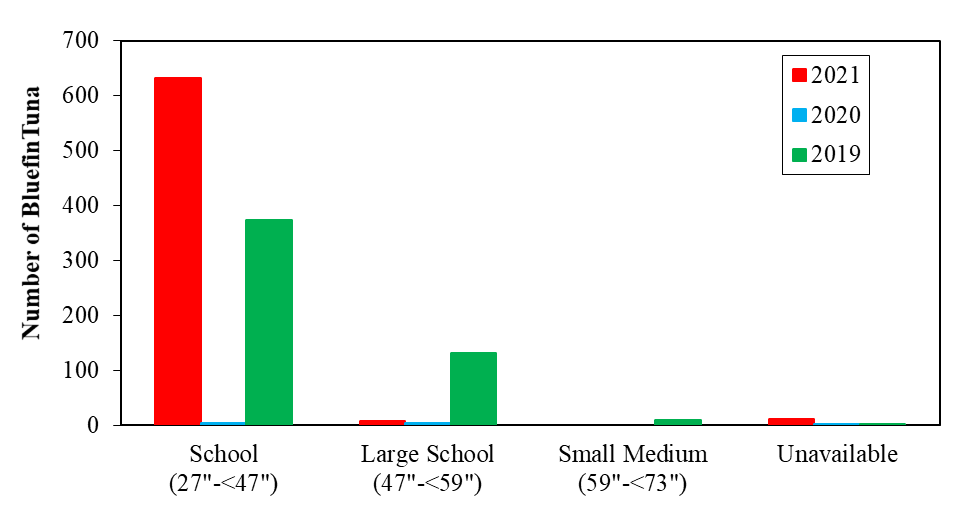 700
600
500
400
300
200
100
0
Number of BluefinTuna
2021
2020
2019
School
(27"-<47")
Large School
(47"-<59")
Small Medium
(59"-<73")
Unavailable